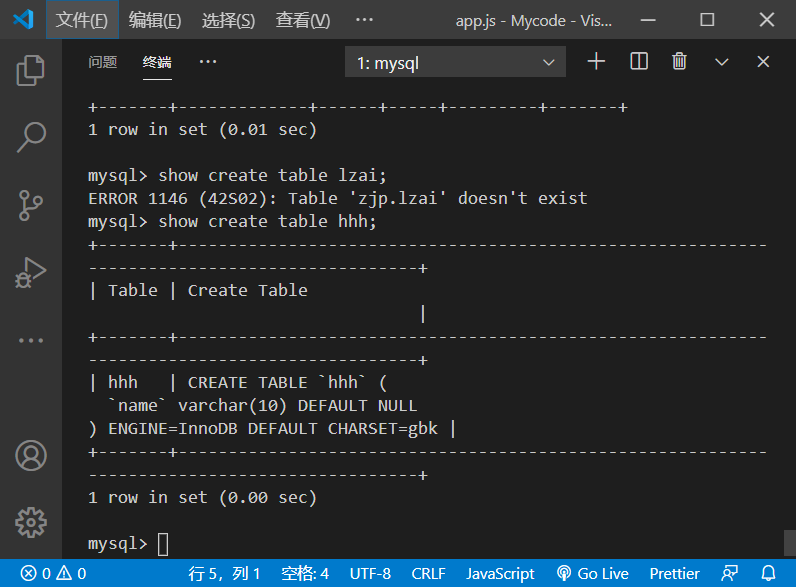 文件(F) 编辑(E) 选择(S) 查看(V) ··· app.js - Mycode - Vis...
问题 终端 ··· 1: mysql
+-------+-------------+------+-----+---------+-------+
1 row in set (0.01 sec)
mysql> show create table lzai;
ERROR 1146 (42S02): Table 'zjp.lzai' doesn't exist
mysql> show create table hhh;
+-------+-----------------------------------------------------------
---------------------------------+
| Table | Create Table
|
+-------+-----------------------------------------------------------
---------------------------------+
| hhh   | CREATE TABLE `hhh` (
`name` varchar(10) DEFAULT NULL
) ENGINE=InnoDB DEFAULT CHARSET=gbk |
+-------+-----------------------------------------------------------
---------------------------------+
1 row in set (0.00 sec)
mysql>
0 0 行 5，列 1 空格: 4 UTF-8 CRLF JavaScript Go Live Prettier